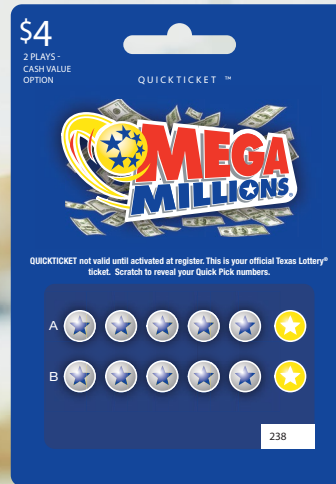 $4
2 PLAYS -
CASH VALUE
OPTION
QUICKTICKET ™
MEGA
MILLIONS®
QUICKTICKET not valid until activated at register. This is your official Texas Lottery®
ticket. Scratch to reveal your Quick Pick numbers.
A
B
238